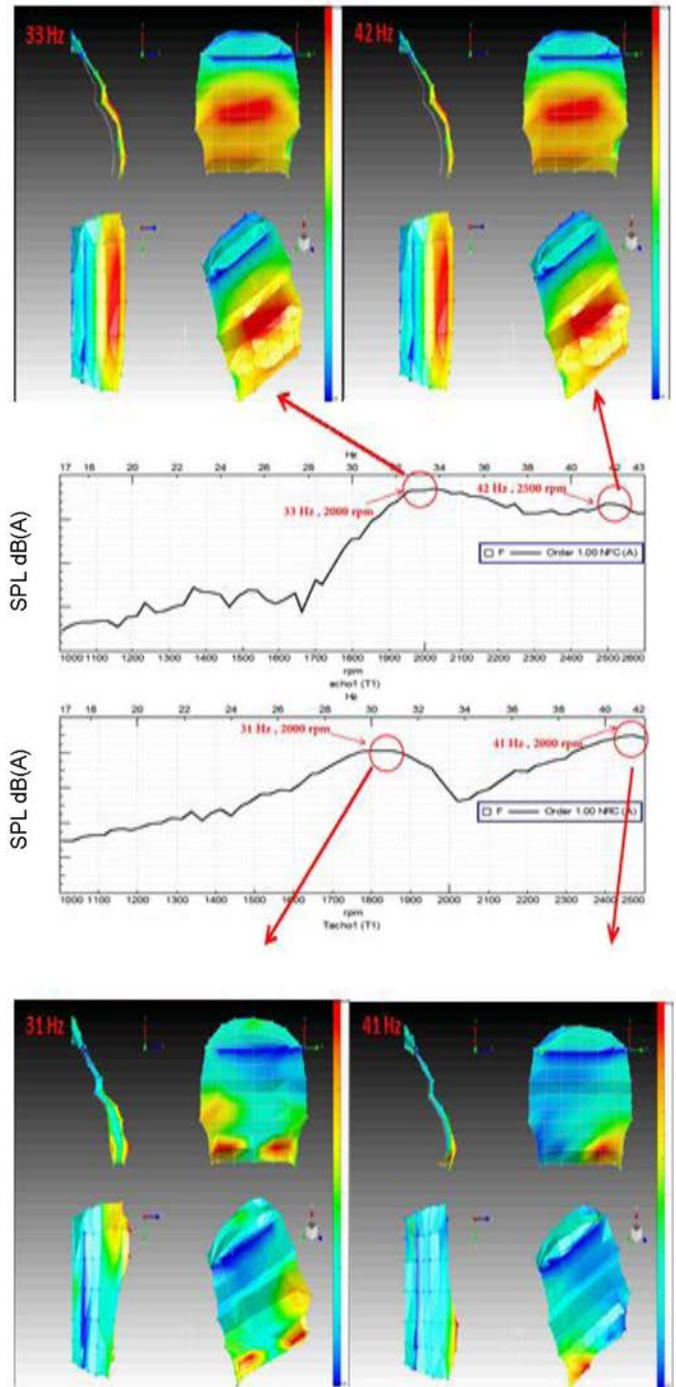 33 Hz
42 Hz
Hz
17 18 20 22 24 26 28 30 32 34 36 38 40 42 43
42 Hz , 2500 rpm
33 Hz , 2000 rpm
SPL dB(A)
F Order 1.00 NFC (A)
1000 1100 1200 1300 1400 1500 1600 1700 1800 1900 2000 2100 2200 2300 2400 2500 2600
rpm
acho1 (T1)
Hz
17 18 20 22 24 26 28 30 32 34 36 38 40 42
31 Hz , 2000 rpm
41 Hz , 2000 rpm
SPL dB(A)
F Order 1.00 NRC (A)
1000 1100 1200 1300 1400 1500 1600 1700 1800 1900 2000 2100 2200 2300 2400 2500 2600
rpm
Tacho1 (T1)
31 Hz
41 Hz